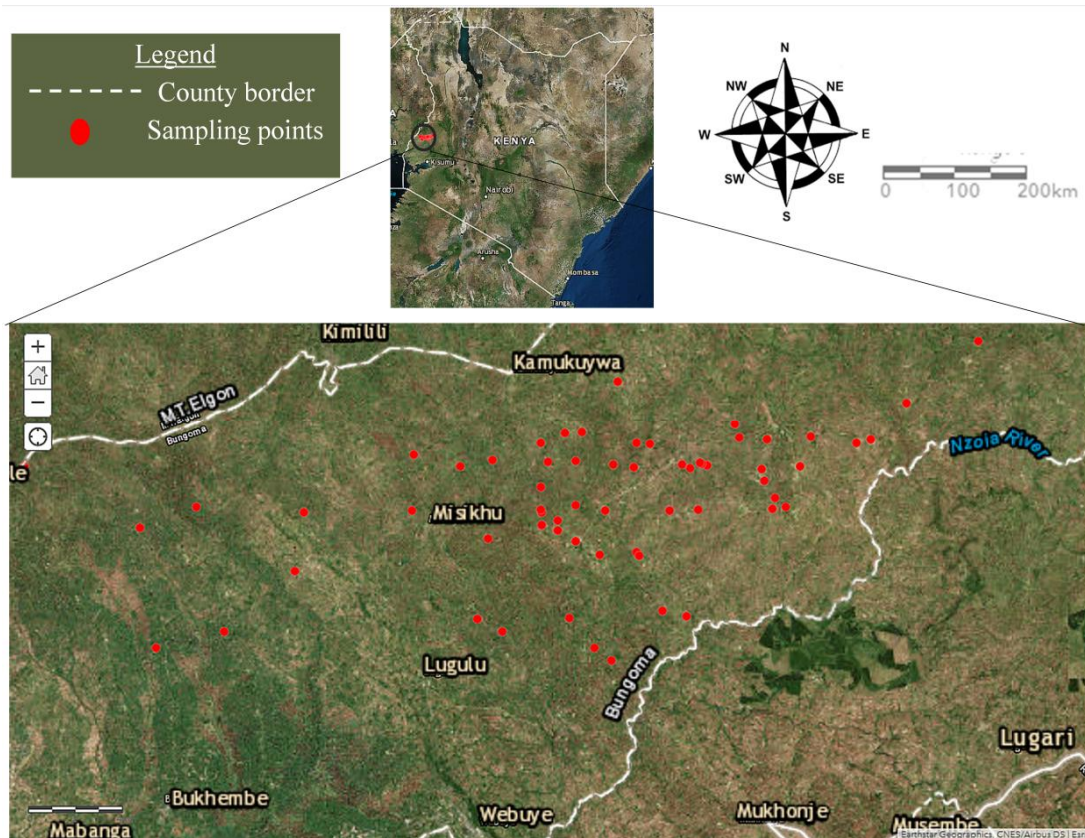 Legend
County border
Sampling points
KENYA
Kisumu
Nairobi
Arusha
Mombasa
Tanga
N
NW
NE
W
E
SW
SE
S
0 100 200km
+
−
Kimilili
Kamukuywa
MT.Elgon
Bungoma
Nzoia River
le
Misikhu
Lugulu
Bungoma
Lugari
Bukhembe
Webuye
Mukhonje
Musembe
Mabanga
Earthstar Geographics, CNES/Airbus DS | Ear